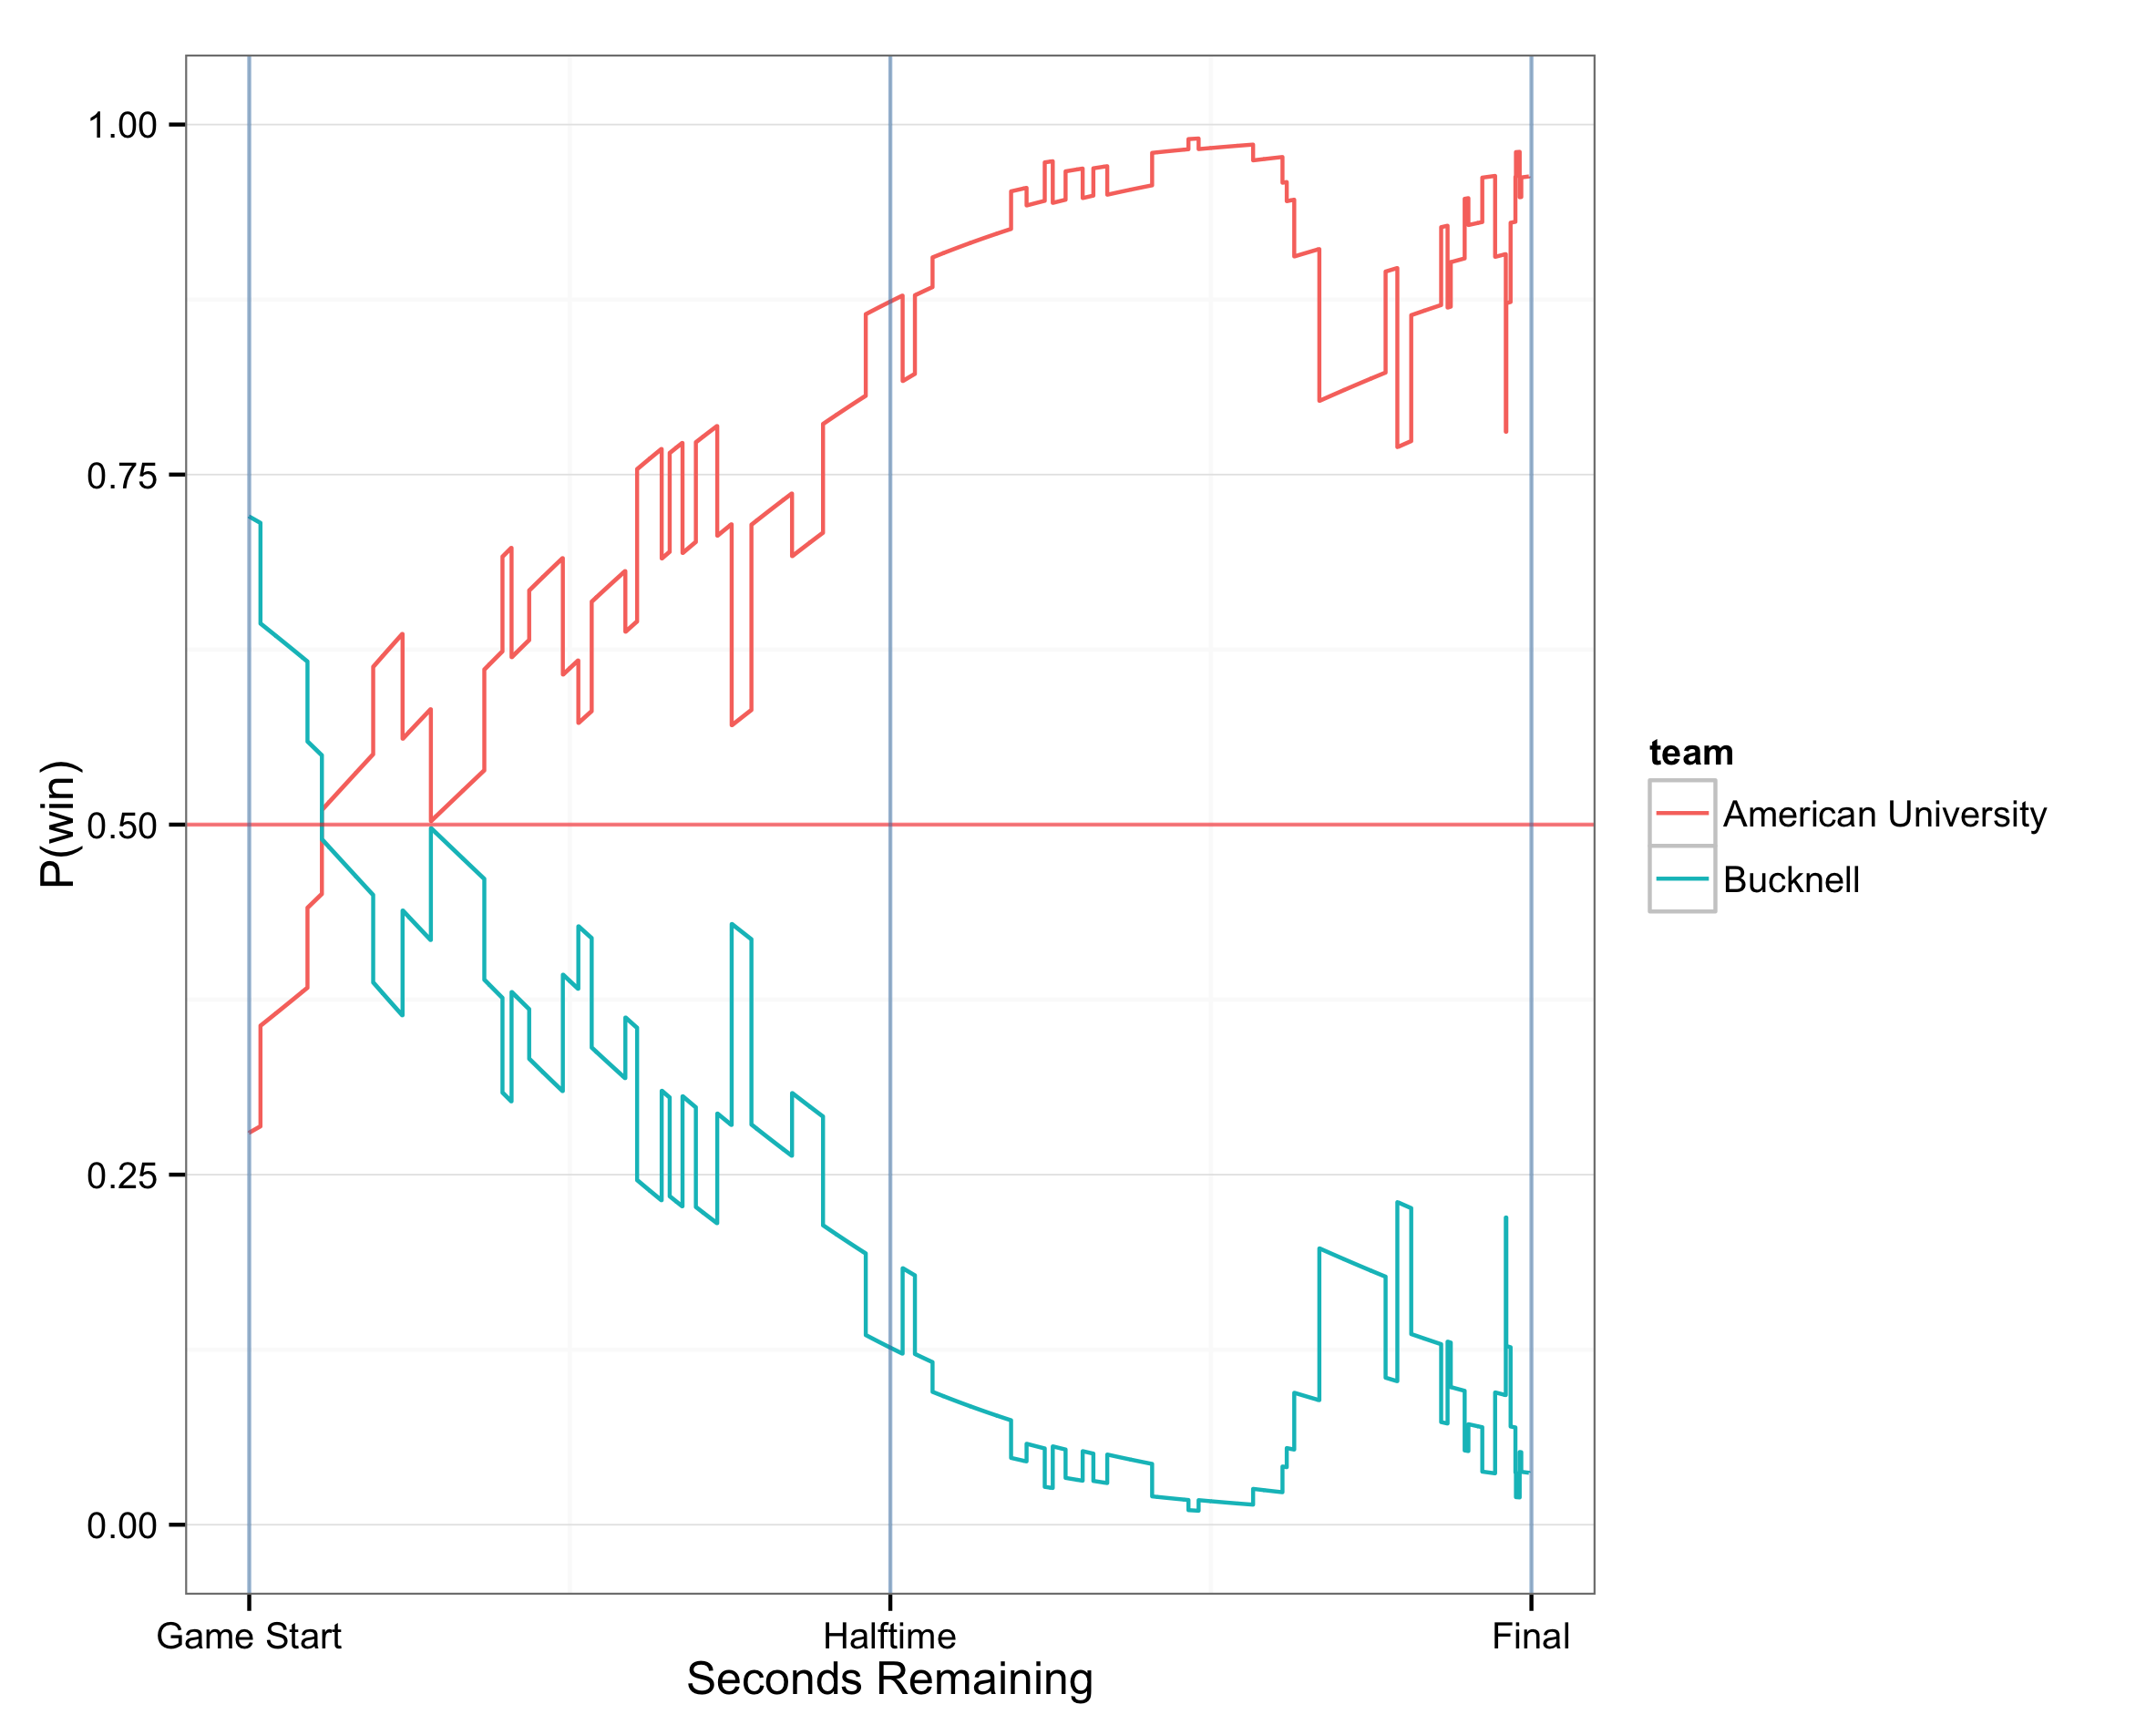 1.00
0.75
0.50
0.25
0.00
P(win)
Game Start
Halftime
Final
Seconds Remaining
team
American University
Bucknell